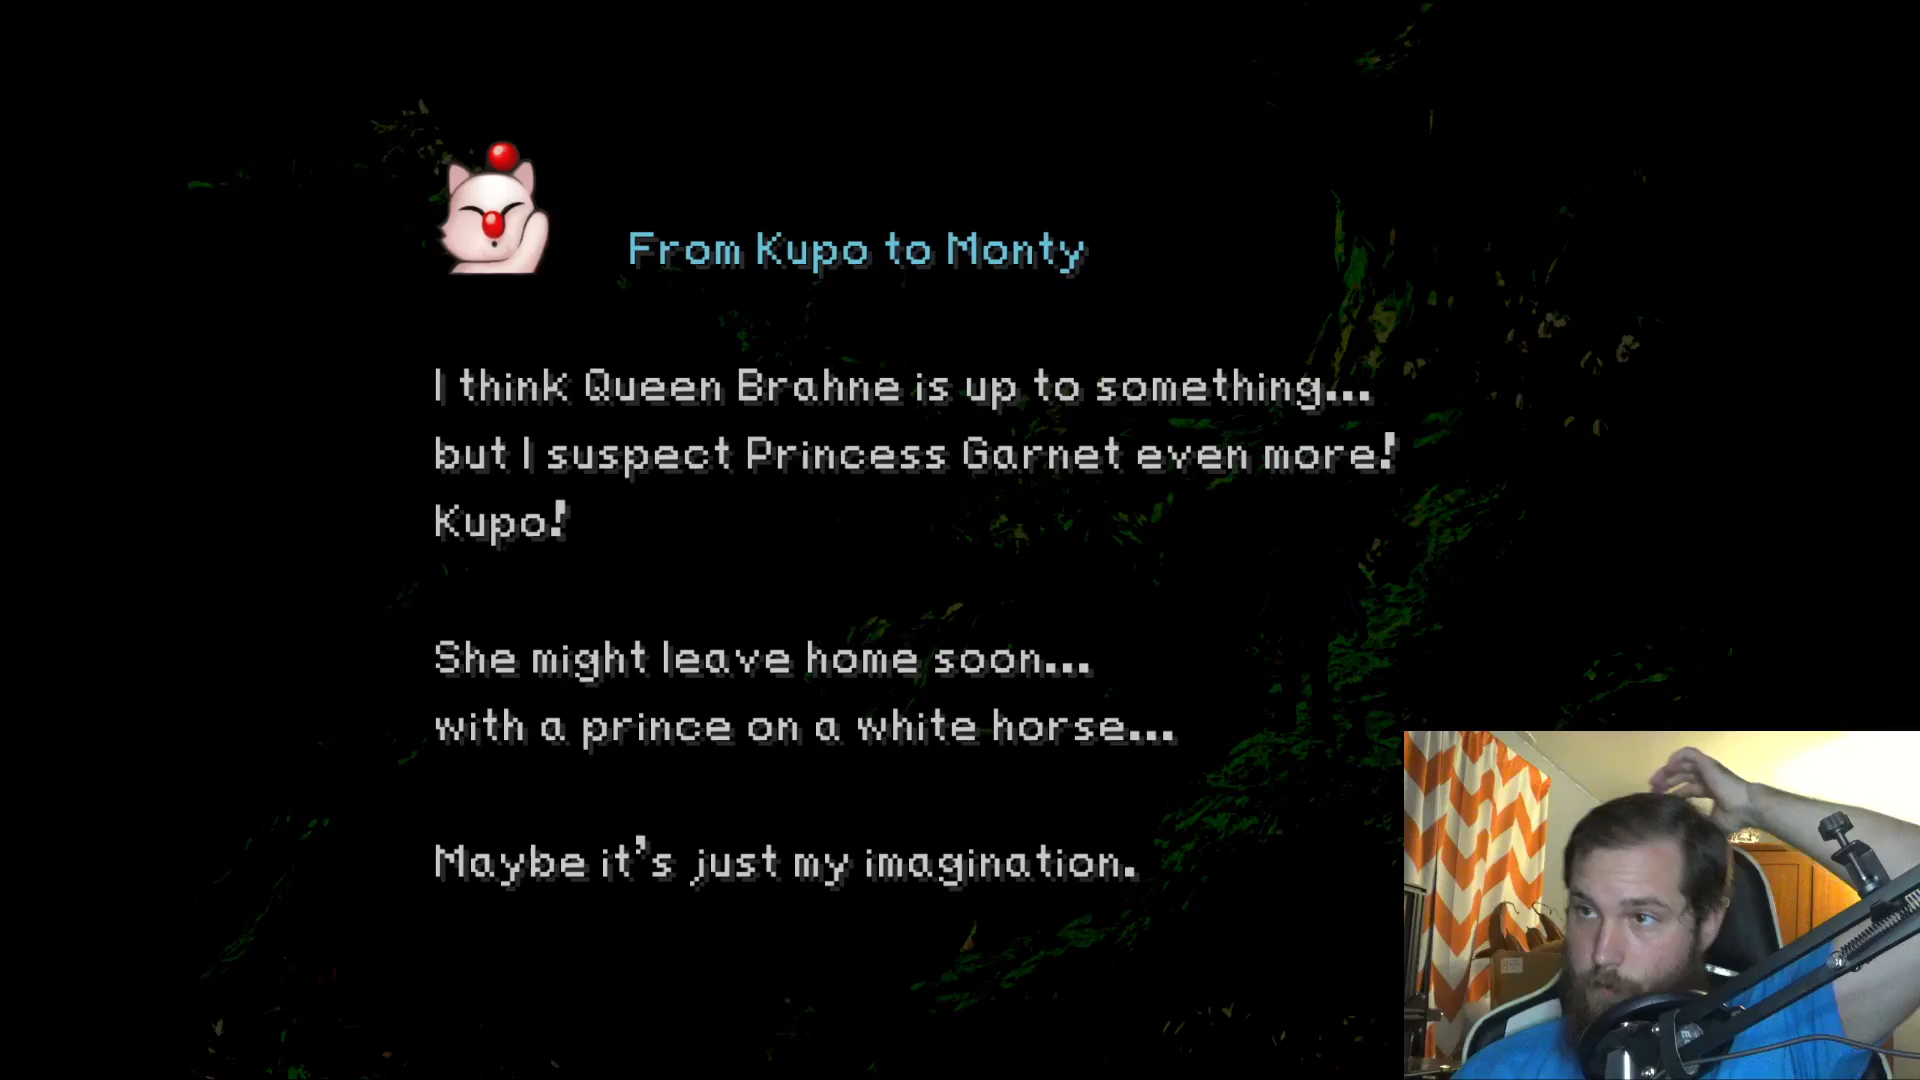 From Kupo to Monty
I think Queen Brahne is up to something...
but I suspect Princess Garnet even more!
Kupo!
She might leave home soon...
with a prince on a white horse...
Maybe it's just my imagination.